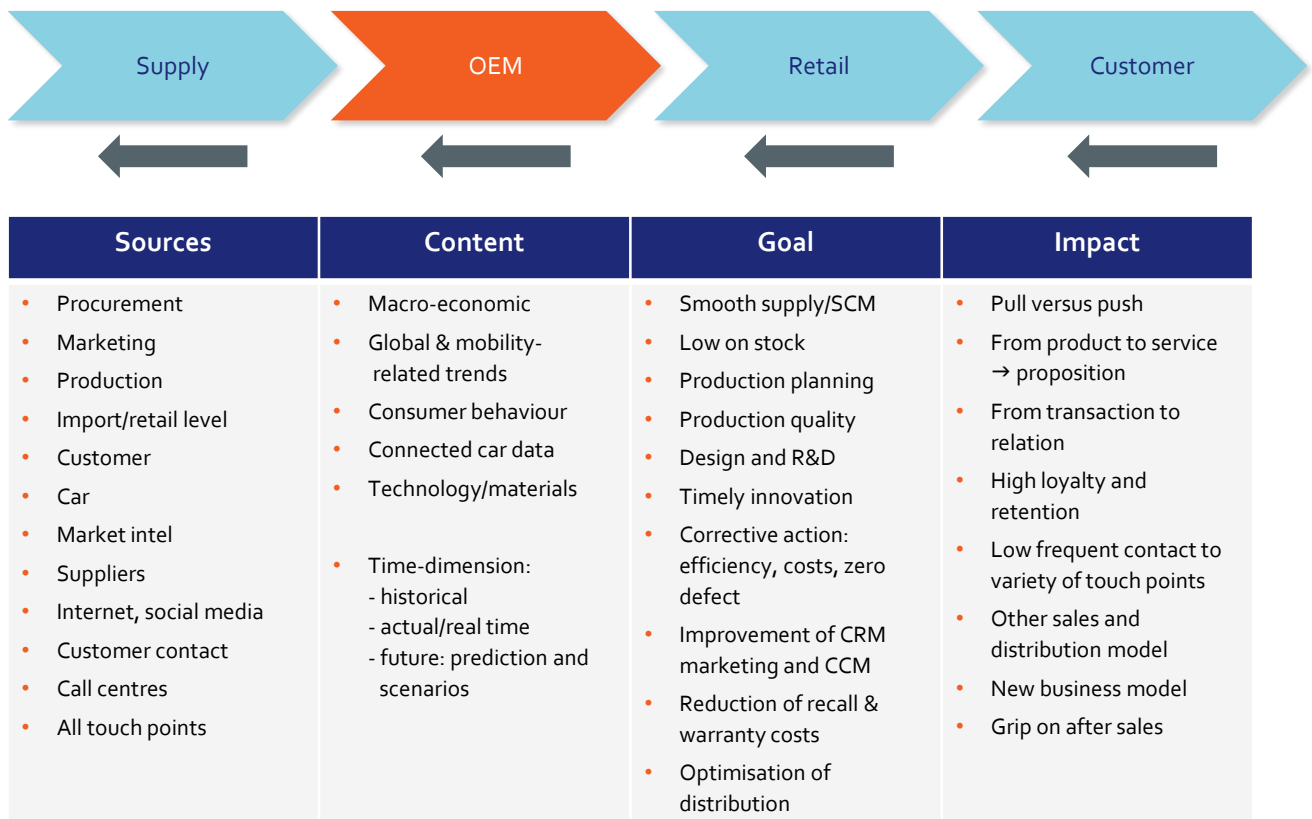 Supply
OEM
Retail
Customer
Sources
Content
Goal
Impact
• Procurement
• Marketing
• Production
• Import/retail level
• Customer
• Car
• Market intel
• Suppliers
• Internet, social media
• Customer contact
• Call centres
• All touch points
• Macro-economic
• Global & mobility-
related trends
• Consumer behaviour
• Connected car data
• Technology/materials
• Time-dimension:
- historical
- actual/real time
- future: prediction and
scenarios
• Smooth supply/SCM
• Low on stock
• Production planning
• Production quality
• Design and R&D
• Timely innovation
• Corrective action:
efficiency, costs, zero
defect
• Improvement of CRM
marketing and CCM
• Reduction of recall &
warranty costs
• Optimisation of
distribution
• Pull versus push
• From product to service
→ proposition
• From transaction to
relation
• High loyalty and
retention
• Low frequent contact to
variety of touch points
• Other sales and
distribution model
• New business model
• Grip on after sales